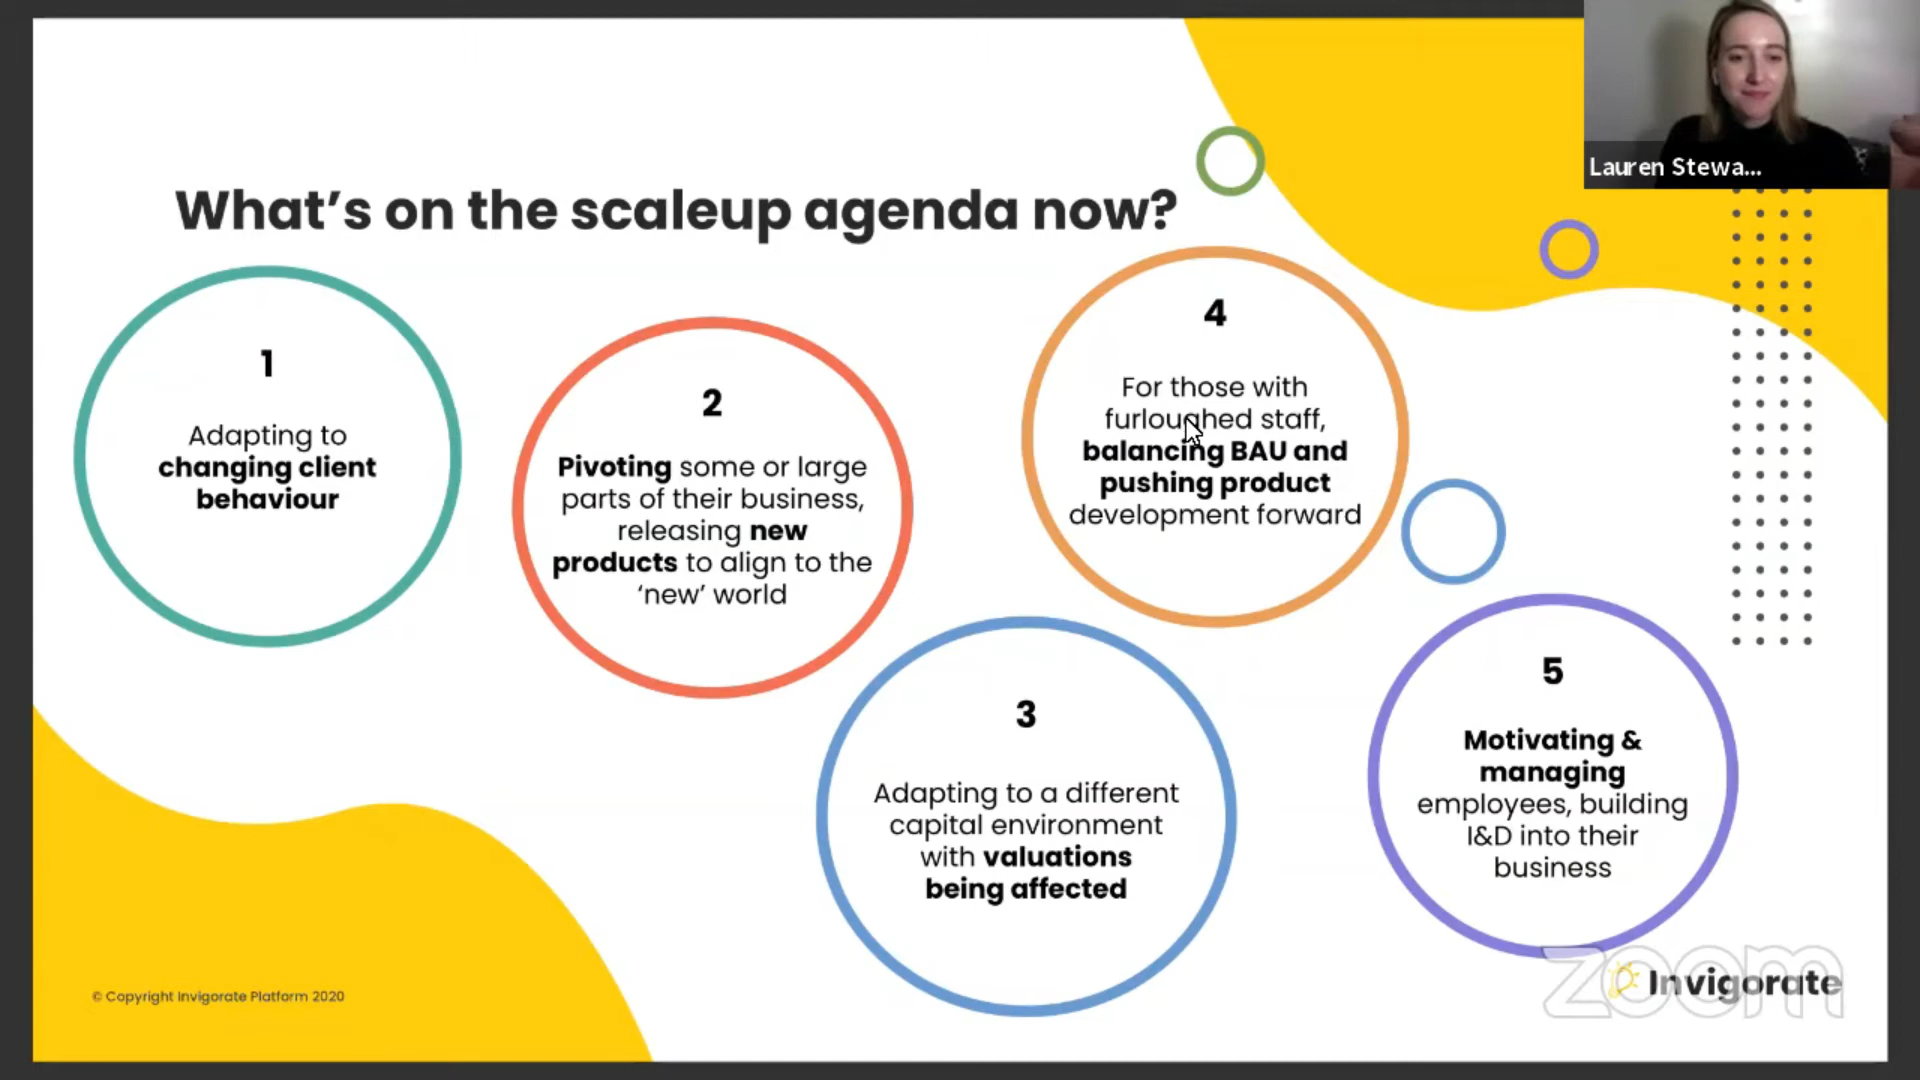 Lauren Stewa...
What’s on the scaleup agenda now?
1
Adapting to
changing client
behaviour
2
Pivoting some or large
parts of their business,
releasing new
products to align to the
‘new’ world
3
Adapting to a different
capital environment
with valuations
being affected
4
For those with
furloughed staff,
balancing BAU and
pushing product
development forward
5
Motivating &
managing
employees, building
I&D into their
business
© Copyright Invigorate Platform 2020
zoom
Invigorate